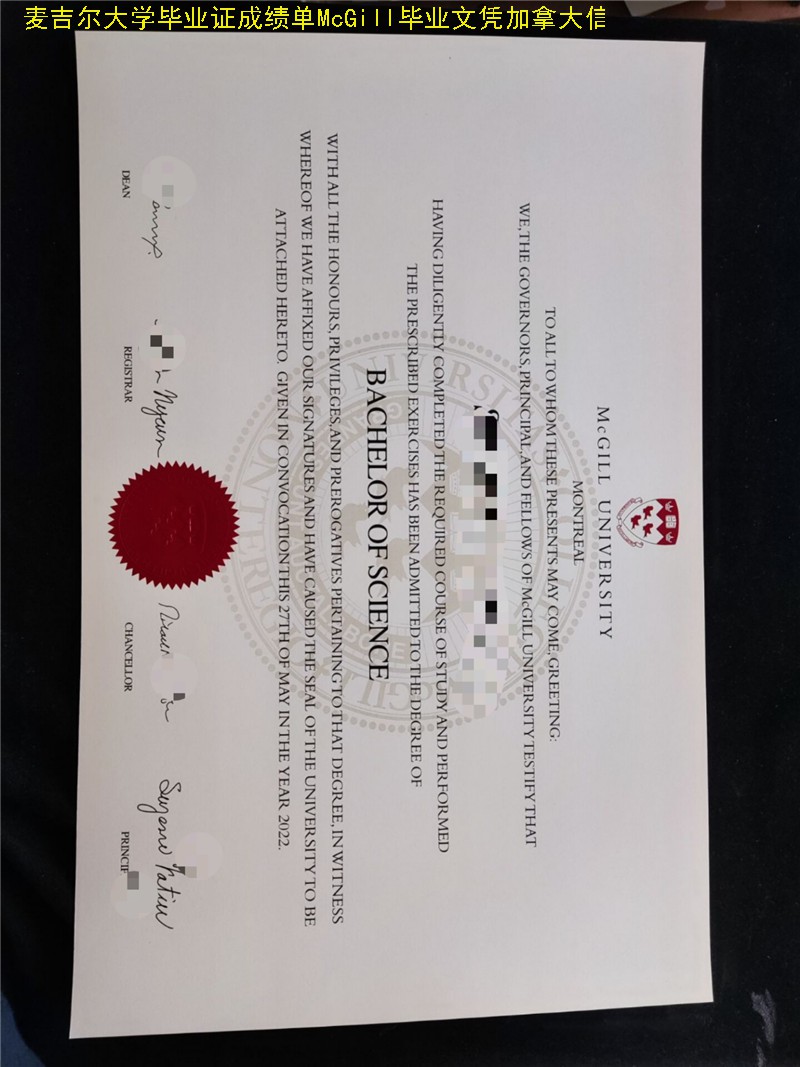 麦吉尔大学毕业证成绩单McGill毕业文凭加拿大信
McGILL UNIVERSITY
MONTREAL
TO ALL TO WHOM THESE PRESENTS MAY COME, GREETING:
WE, THE GOVERNORS, PRINCIPAL, AND FELLOWS OF McGILL UNIVERSITY TESTIFY THAT
HAVING DILIGENTLY COMPLETED THE REQUIRED COURSE OF STUDY AND PERFORMED
THE PRESCRIBED EXERCISES HAS BEEN ADMITTED TO THE DEGREE OF
BACHELOR OF SCIENCE
WITH ALL THE HONOURS, PRIVILEGES, AND PREROGATIVES PERTAINING TO THAT DEGREE, IN WITNESS
WHEREOF WE HAVE AFFIXED OUR SIGNATURES AND HAVE CAUSED THE SEAL OF THE UNIVERSITY TO BE
ATTACHED HERETO, GIVEN IN CONVOCATION THIS 27TH OF MAY IN THE YEAR 2022.
DEAN
REGISTRAR
CHANCELLOR